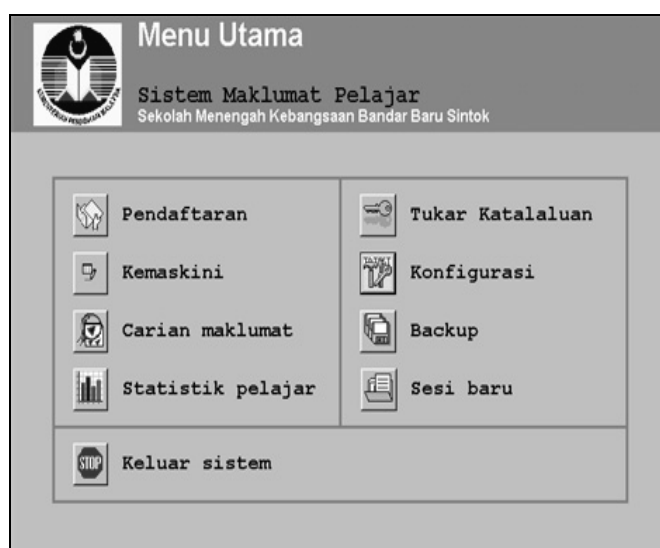 Menu Utama
Sistem Maklumat Pelajar
Sekolah Menengah Kebangsaan Bandar Baru Sintok
Pendaftaran
Kemaskini
Carian maklumat
Statistik pelajar
Tukar Katalaluan
Konfigurasi
Backup
Sesi baru
STOP
Keluar sistem